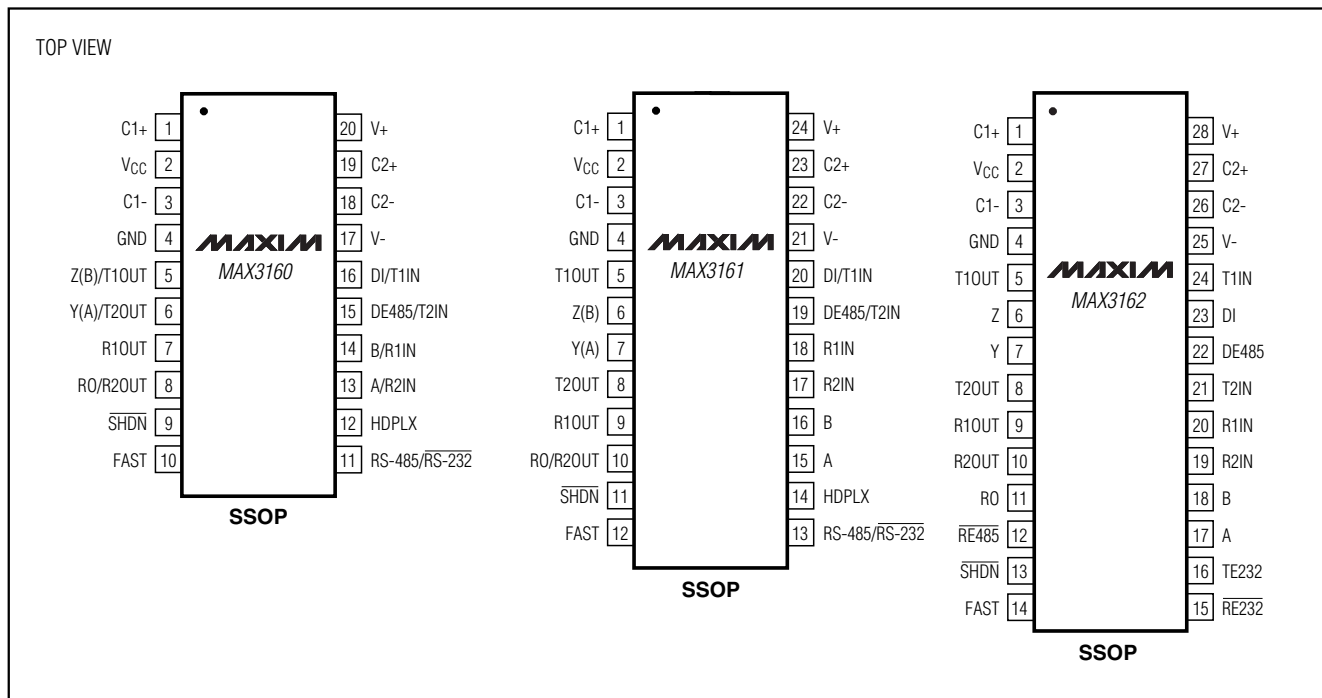 TOP VIEW
C1+ 1
VCC 2
C1- 3
GND 4
Z(B)/T1OUT 5
Y(A)/T2OUT 6
R1OUT 7
RO/R2OUT 8
SHDN 9
FAST 10
MAXIM
MAX3160
20 V+
19 C2+
18 C2-
17 V-
16 DI/T1IN
15 DE485/T2IN
14 B/R1IN
13 A/R2IN
12 HDPLX
11 RS-485/RS-232
SSOP
C1+ 1
VCC 2
C1- 3
GND 4
T1OUT 5
Z(B) 6
Y(A) 7
T2OUT 8
R1OUT 9
RO/R2OUT 10
SHDN 11
FAST 12
MAXIM
MAX3161
24 V+
23 C2+
22 C2-
21 V-
20 DI/T1IN
19 DE485/T2IN
18 R1IN
17 R2IN
16 B
15 A
14 HDPLX
13 RS-485/RS-232
SSOP
C1+ 1
VCC 2
C1- 3
GND 4
T1OUT 5
Z 6
Y 7
T2OUT 8
R1OUT 9
R2OUT 10
RO 11
RE485 12
SHDN 13
FAST 14
MAXIM
MAX3162
28 V+
27 C2+
26 C2-
25 V-
24 T1IN
23 DI
22 DE485
21 T2IN
20 R1IN
19 R2IN
18 B
17 A
16 TE232
15 RE232
SSOP